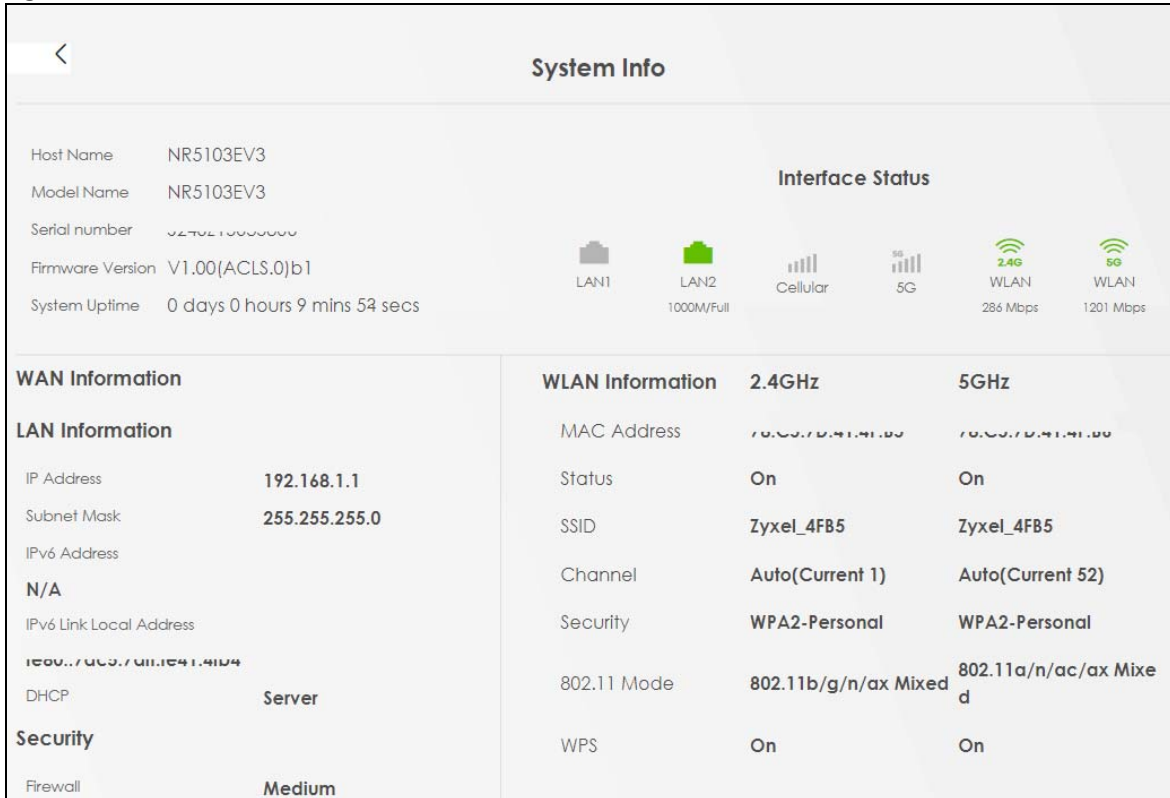 System Info
Host Name NR5103EV3
Model Name NR5103EV3
Serial number
Firmware Version V1.00(ACLS.0)b1
System Uptime 0 days 0 hours 9 mins secs
Interface Status
LAN1
LAN2
1000M/Full
Cellular
5G
5G
2.4G
WLAN
286 Mbps
5G
WLAN
1201 Mbps
WAN Information
LAN Information
IP Address 192.168.1.1
Subnet Mask 255.255.255.0
IPv6 Address
N/A
IPv6 Link Local Address
DHCP Server
Security
Firewall Medium
WLAN Information 2.4GHz 5GHz
MAC Address
Status On On
SSID Zyxel_4FB5 Zyxel_4FB5
Channel Auto(Current 1) Auto(Current 52)
Security WPA2-Personal WPA2-Personal
802.11 Mode 802.11b/g/n/ax Mixed 802.11a/n/ac/ax Mixe
d
WPS On On